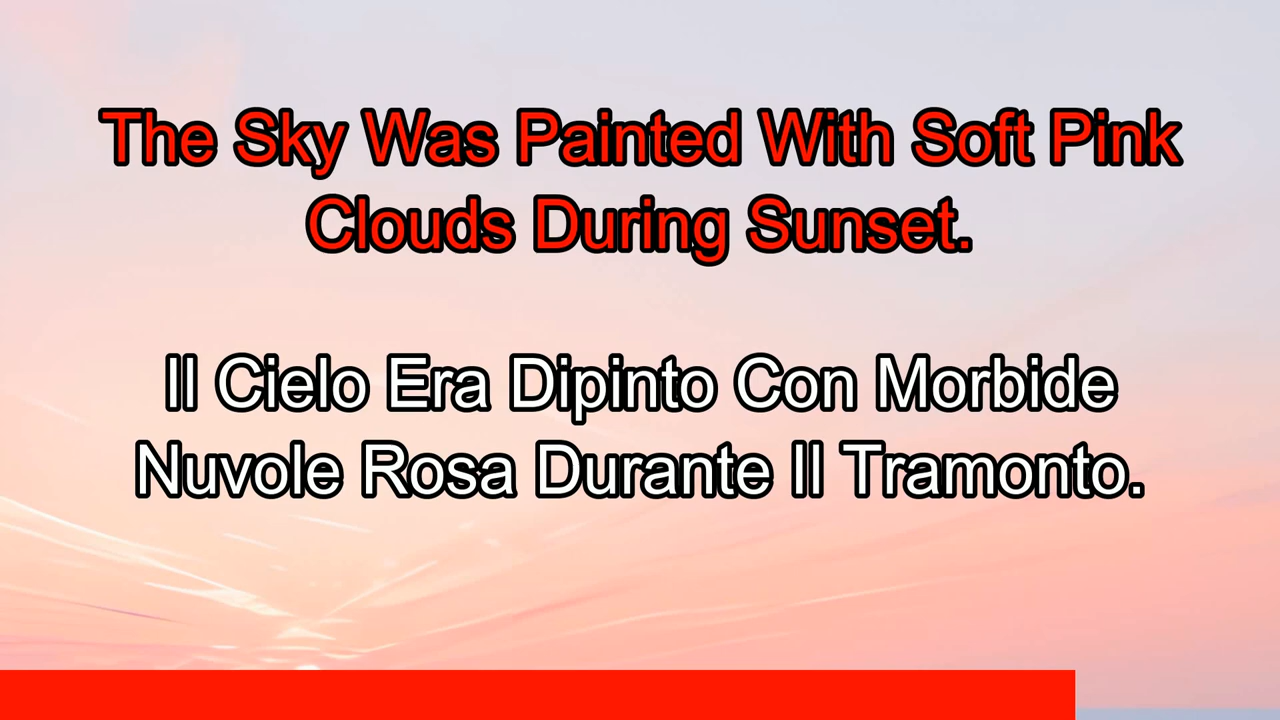 The Sky Was Painted With Soft Pink
Clouds During Sunset.
Il Cielo Era Dipinto Con Morbide
Nuvole Rosa Durante Il Tramonto.